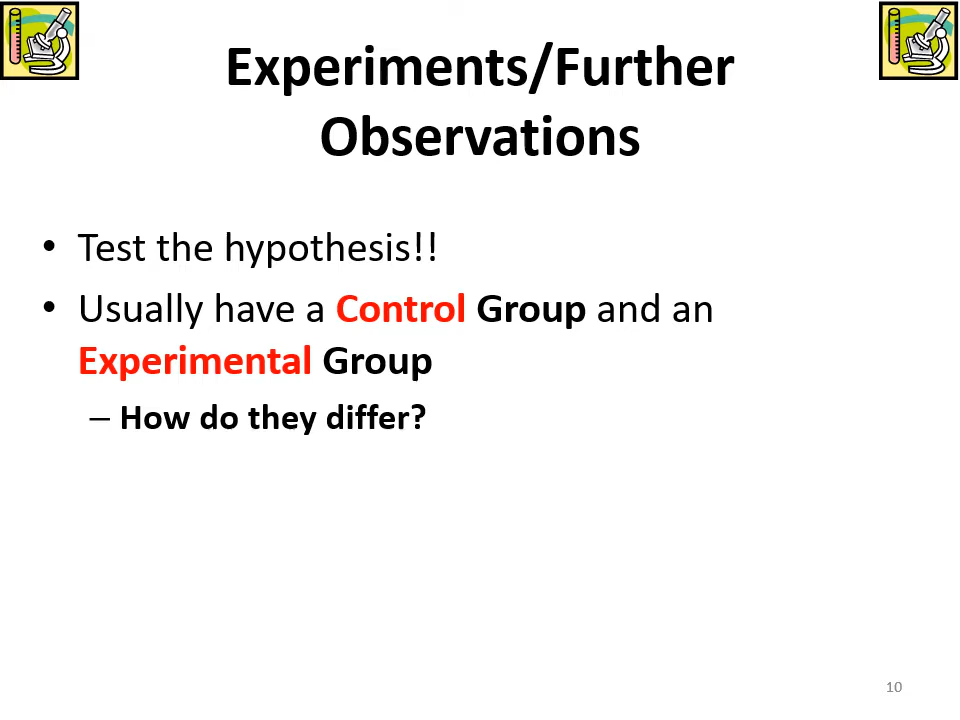 Experiments/Further
Observations
• Test the hypothesis!!
• Usually have a Control Group and an
Experimental Group
– How do they differ?
10